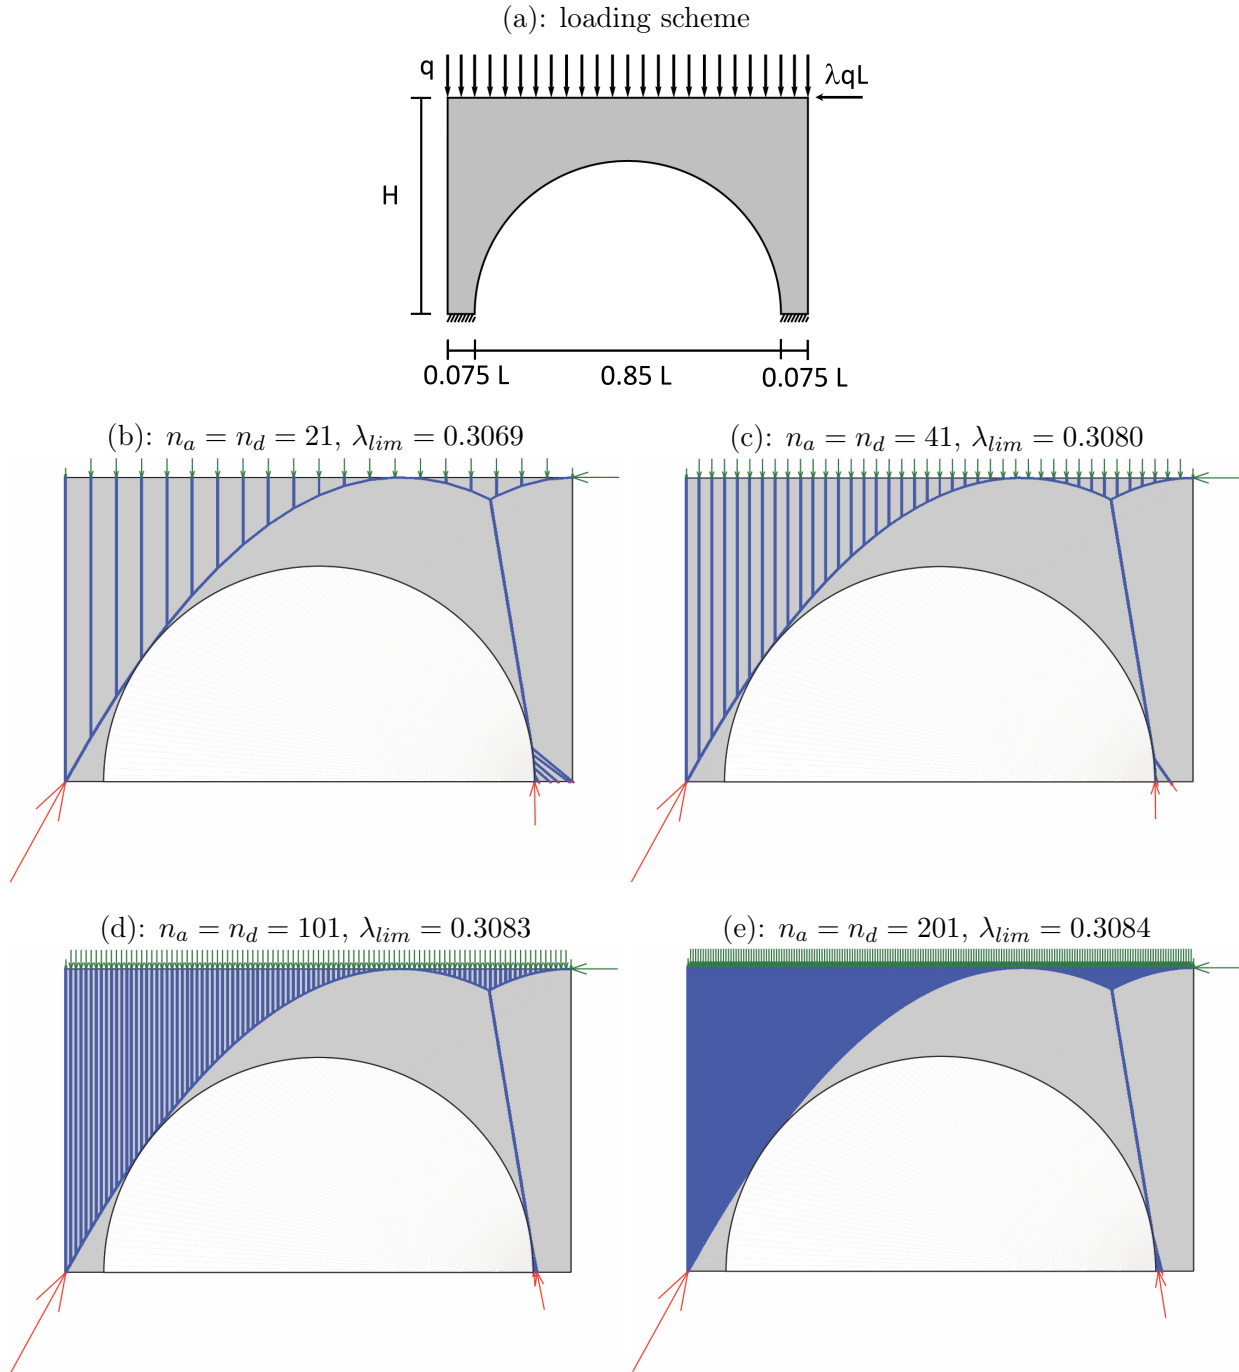 (a): loading scheme
q
λqL
H
0.075 L 0.85 L 0.075 L
(b): n_a = n_d = 21, λ_lim = 0.3069
(c): n_a = n_d = 41, λ_lim = 0.3080
(d): n_a = n_d = 101, λ_lim = 0.3083
(e): n_a = n_d = 201, λ_lim = 0.3084